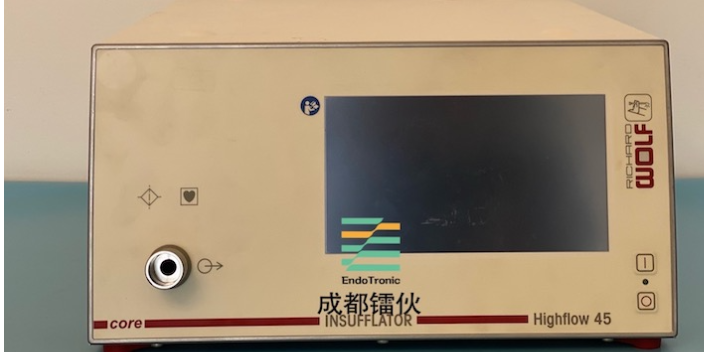 RICHARD
WOLF
EndoTronic
成都镭伙
core
INSUFFLATOR
Highflow 45